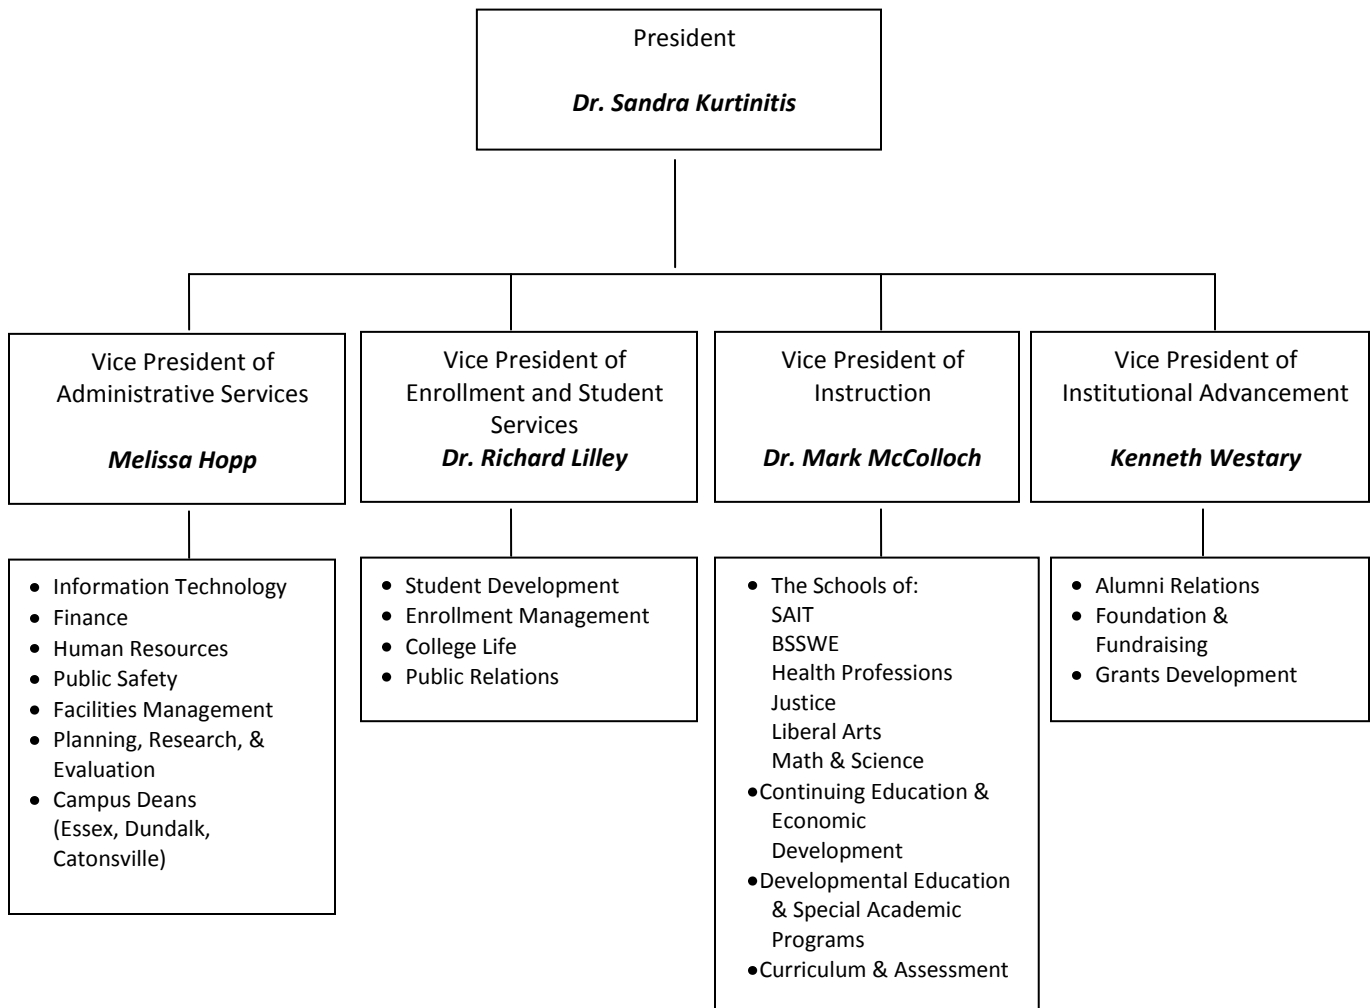 President
Dr. Sandra Kurtinitis
Vice President of
Administrative Services
Melissa Hopp
Vice President of
Enrollment and Student
Services
Dr. Richard Lilley
Vice President of
Instruction
Dr. Mark McColloch
Vice President of
Institutional Advancement
Kenneth Westary
• Information Technology
• Finance
• Human Resources
• Public Safety
• Facilities Management
• Planning, Research, &
Evaluation
• Campus Deans
(Essex, Dundalk,
Catonsville)
• Student Development
• Enrollment Management
• College Life
• Public Relations
• The Schools of:
SAIT
BSSWE
Health Professions
Justice
Liberal Arts
Math & Science
•Continuing Education &
Economic
Development
•Developmental Education
& Special Academic
Programs
•Curriculum & Assessment
• Alumni Relations
• Foundation &
Fundraising
• Grants Development